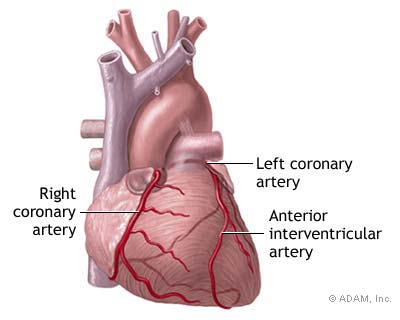 Left coronary
artery
Right
coronary
artery
Anterior
interventricular
artery
© ADAM, Inc.